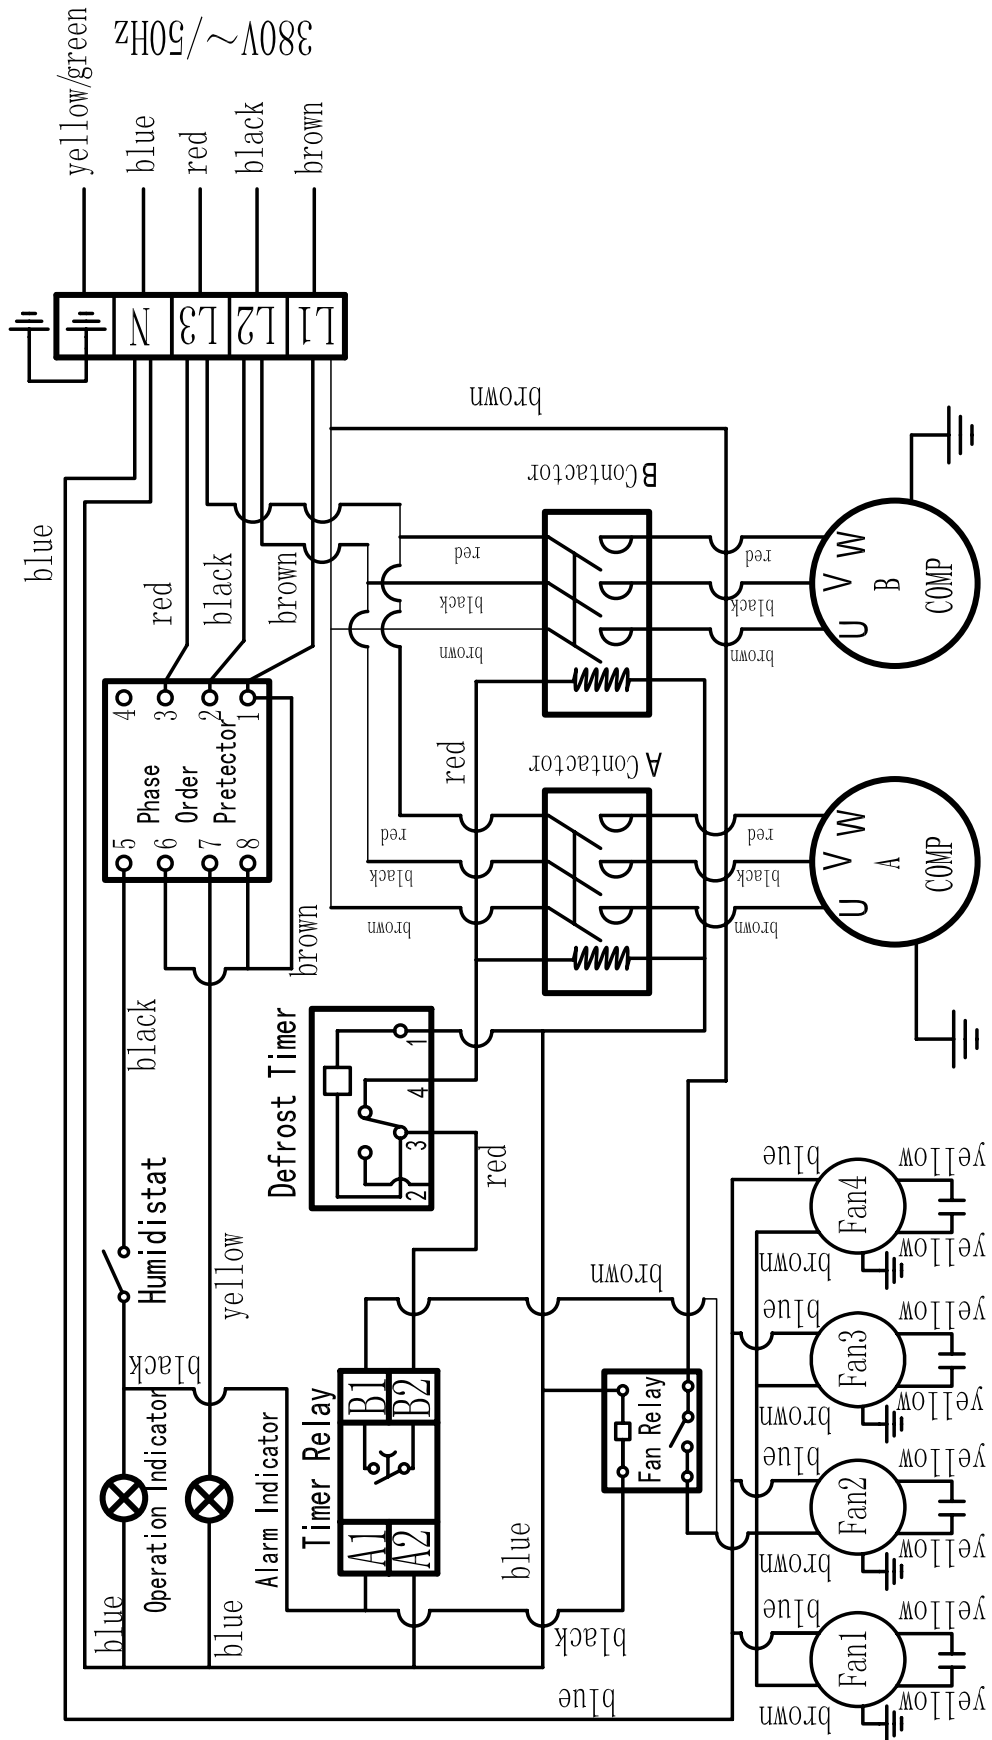 380V～/50Hz
yellow/green
blue
red
black
brown
N
L3
L2
L1
blue
red
black
brown
brown
4
3
2
1
Phase
Order
Pretector
5
6
7
8
B Contactor
red
black
brown
red
black
brown
U
V
W
B
COMP
red
A Contactor
red
black
brown
red
black
brown
U
V
W
A
COMP
brown
black
Defrost Timer
1
4
3
2
red
Humidistat
yellow
black
brown
Operation Indicator
Alarm Indicator
Timer Relay
B1
B2
A1
A2
Fan Relay
blue
blue
blue
black
blue
blue
brown
Fan4
yellow
yellow
blue
brown
Fan3
yellow
yellow
blue
brown
Fan2
yellow
yellow
blue
brown
Fan1
yellow
yellow